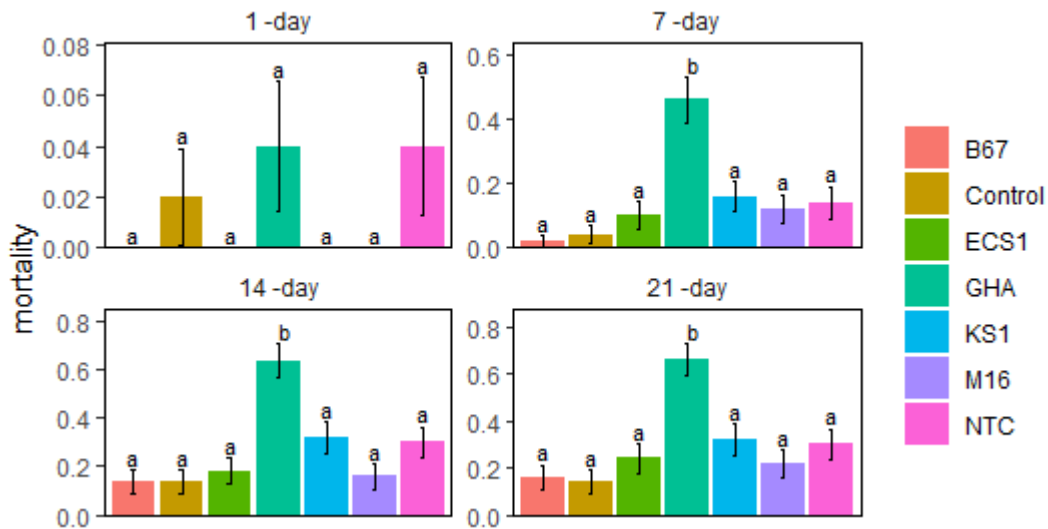 1 -day
0.08
0.06
0.04
0.02
0.00
a a a a a a a
7 -day
0.6
0.4
0.2
0.0
a a a b a a a
14 -day
0.8
0.6
0.4
0.2
0.0
a a a b a a a
21 -day
0.8
0.6
0.4
0.2
0.0
a a a b a a a
mortality
B67
Control
ECS1
GHA
KS1
M16
NTC